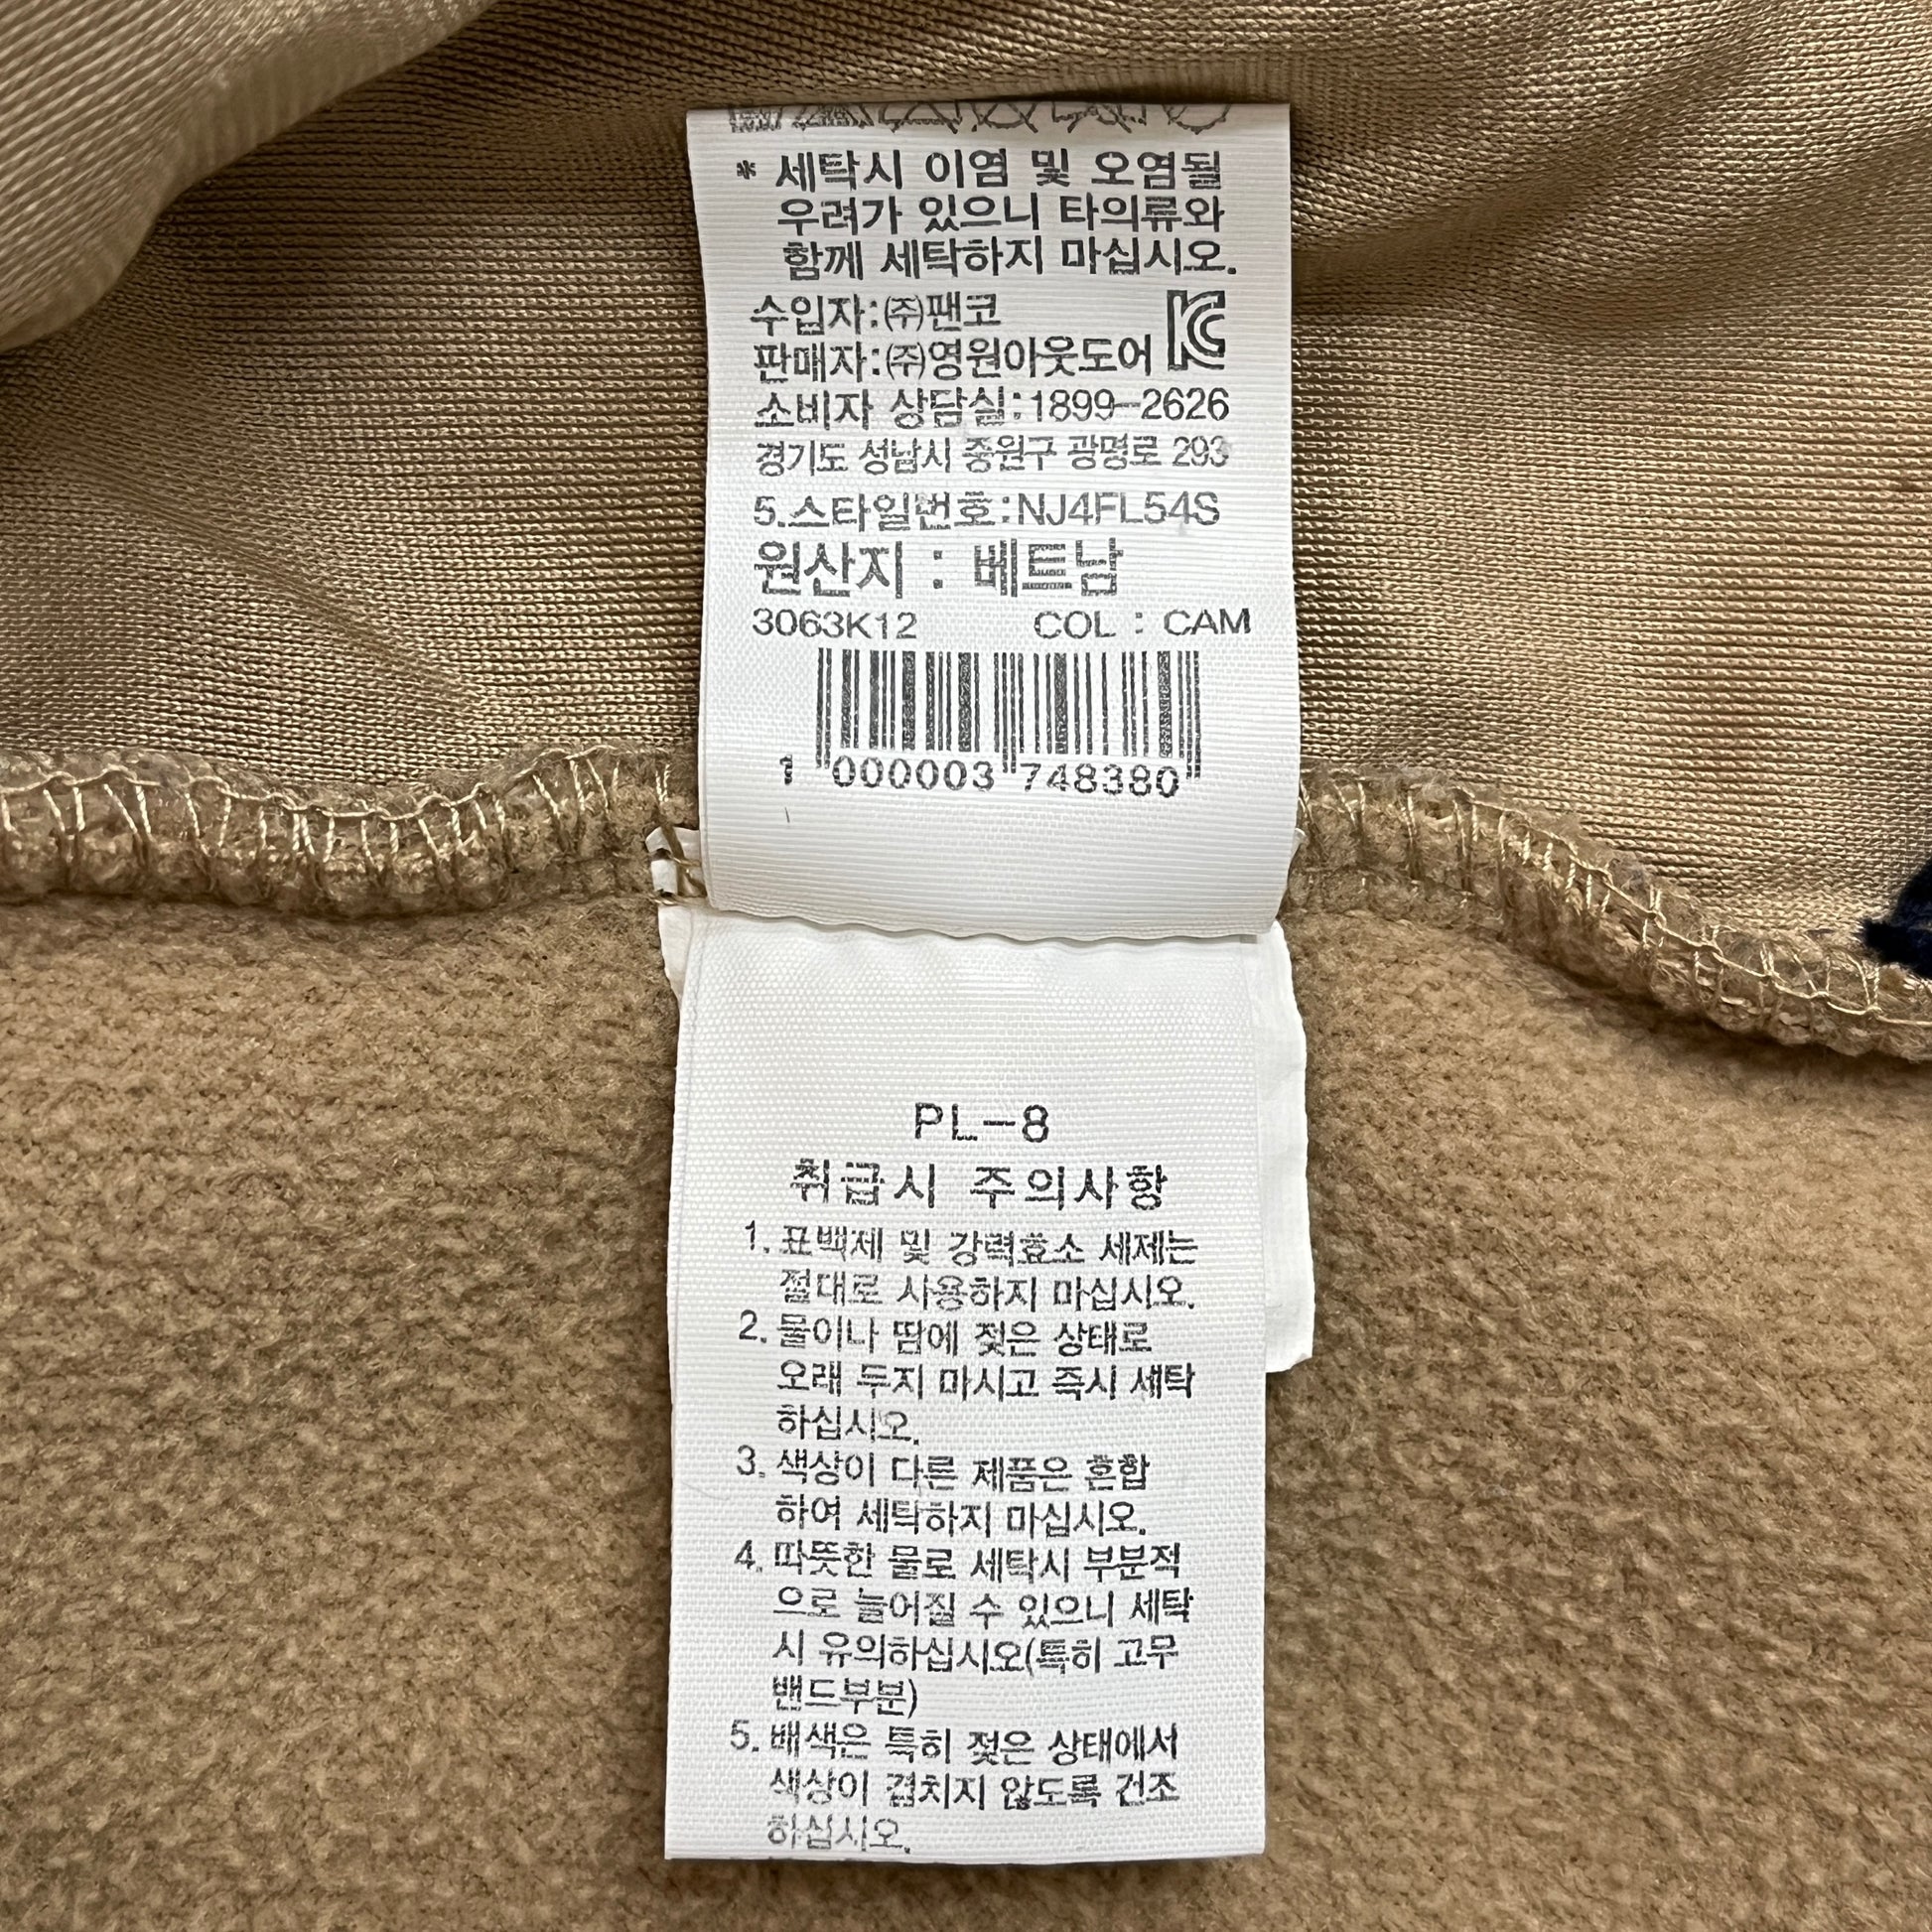 * 세탁시 이염 및 오염될
우려가 있으니 타의류와
함께 세탁하지 마십시오.
수입자:㈜팬코
판매자:㈜영원아웃도어
소비자 상담실:1899-2626
경기도 성남시 중원구 광명로 293
5.스타일번호:NJ4FL54S
원산지 : 베트남
3063K12 COL : CAM
1 000003 748380
PL-8
취급시 주의사항
1. 표백제 및 강력효소 세제는
절대로 사용하지 마십시오.
2. 물이나 땀에 젖은 상태로
오래 두지 마시고 즉시 세탁
하십시오.
3. 색상이 다른 제품은 혼합
하여 세탁하지 마십시오.
4. 따뜻한 물로 세탁시 부분적
으로 늘어질 수 있으니 세탁
시 유의하십시오(특히 고무
밴드부분)
5. 배색은 특히 젖은 상태에서
색상이 겹치지 않도록 건조
하십시오.